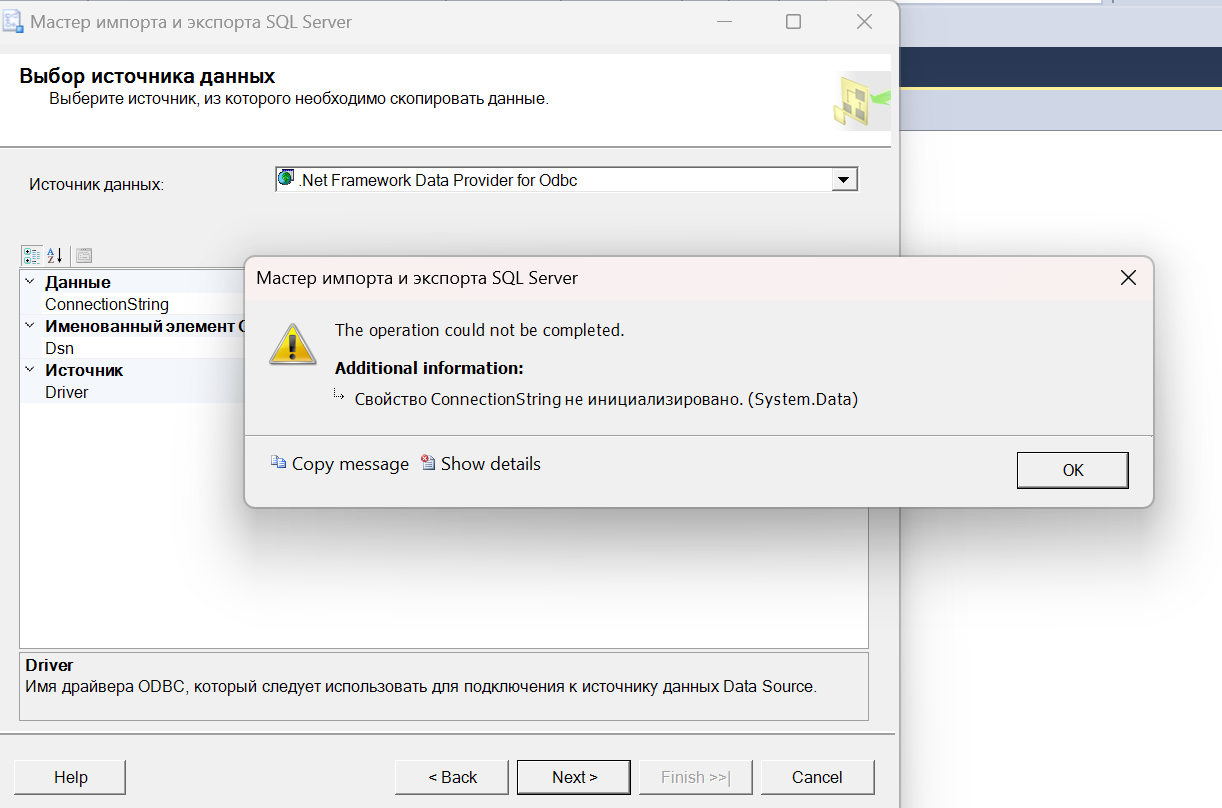 Мастер импорта и экспорта SQL Server
Выбор источника данных
Выберите источник, из которого необходимо скопировать данные.
Источник данных:
.Net Framework Data Provider for Odbc
Данные
ConnectionString
Именованный элемент
Dsn
Источник
Driver
Мастер импорта и экспорта SQL Server
The operation could not be completed.
Additional information:
Свойство ConnectionString не инициализировано. (System.Data)
Copy message Show details
OK
Driver
Имя драйвера ODBC, который следует использовать для подключения к источнику данных Data Source.
Help
< Back
Next >
Finish >>|
Cancel